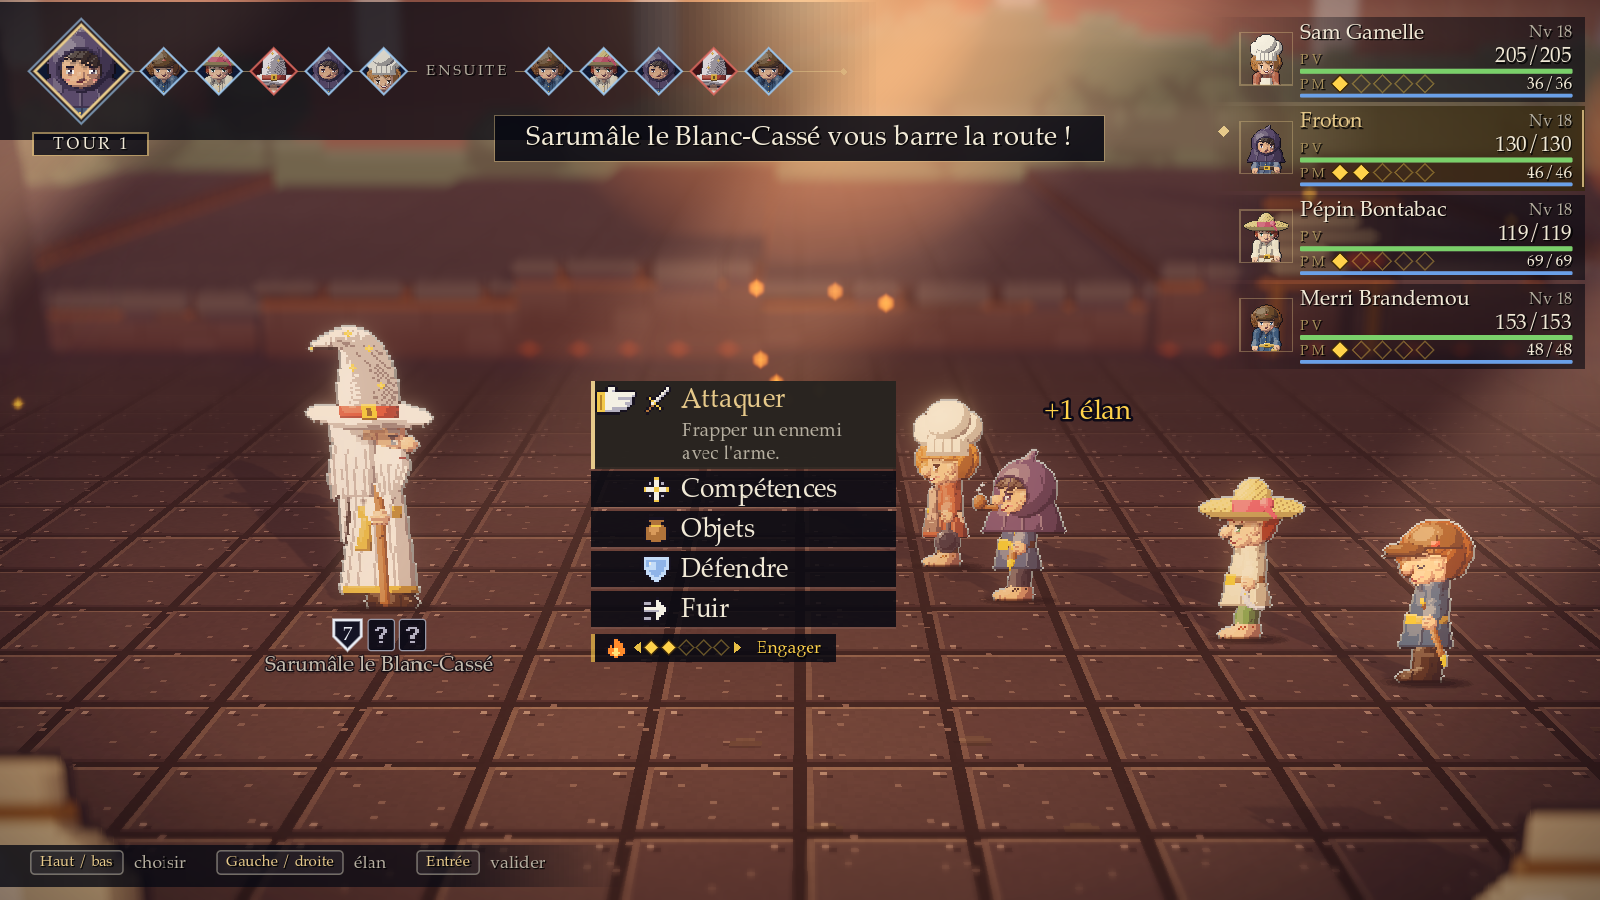 ENSUITE
TOUR 1
Sarumâle le Blanc-Cassé vous barre la route !
Sam Gamelle Nv 18
PV 205/205
PM 36/36
Froton Nv 18
PV 130/130
PM 46/46
Pépin Bontabac Nv 18
PV 119/119
PM 69/69
Merri Brandemou Nv 18
PV 153/153
PM 48/48
+1 élan
Attaquer
Frapper un ennemi
avec l'arme.
Compétences
Objets
Défendre
Fuir
Engager
7 ? ?
Sarumâle le Blanc-Cassé
Haut / bas choisir Gauche / droite élan Entrée valider